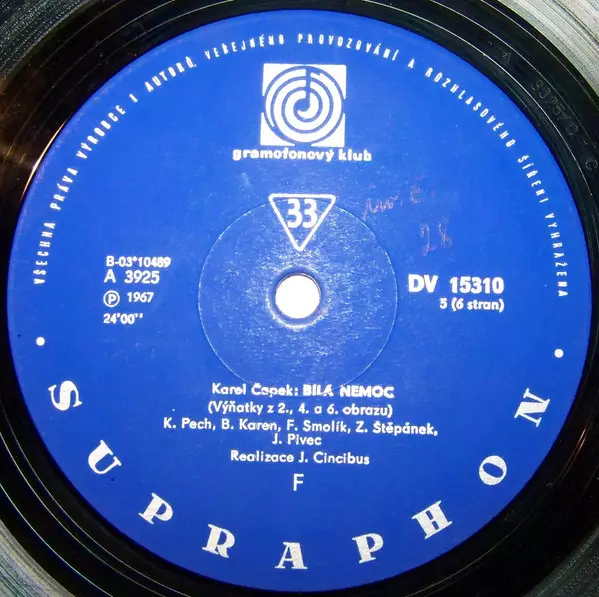 VŠECHNA PRÁVA VÝROBCE I AUTORŮ VEŘEJNÉHO PROVOZOVÁNÍ A ROZHLASOVÉHO ŠÍŘENÍ VYHRAŽENA
gramofonový klub
33
inv. č.
28
B-03*10489
A 3925
Ⓟ 1967
24'00''
DV 15310
5 (6 stran)
Karel Čapek: BÍLÁ NEMOC
(Výňatky z 2., 4. a 6. obrazu)
K. Pech, B. Karen, F. Smolík, Z. Štěpánek,
J. Pivec
Realizace J. Cincibus
F
• SUPRAPHON •